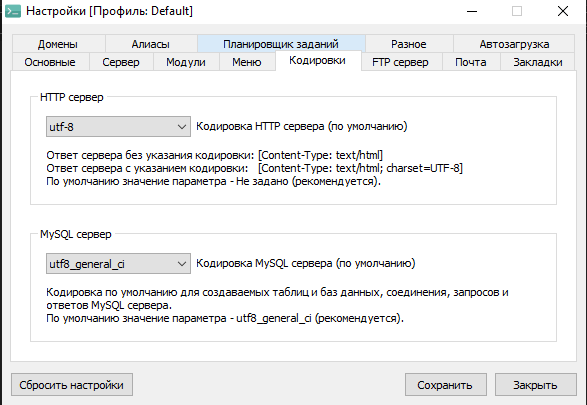 Настройки [Профиль: Default]
Домены Алиасы Планировщик заданий Разное Автозагрузка
Основные Сервер Модули Меню Кодировки FTP сервер Почта Закладки
HTTP сервер
utf-8 Кодировка HTTP сервера (по умолчанию)
Ответ сервера без указания кодировки: [Content-Type: text/html]
Ответ сервера с указанием кодировки: [Content-Type: text/html; charset=UTF-8]
По умолчанию значение параметра - Не задано (рекомендуется).
MySQL сервер
utf8_general_ci Кодировка MySQL сервера (по умолчанию)
Кодировка по умолчанию для создаваемых таблиц и баз данных, соединения, запросов и
ответов MySQL сервера.
По умолчанию значение параметра - utf8_general_ci (рекомендуется).
Сбросить настройки Сохранить Закрыть